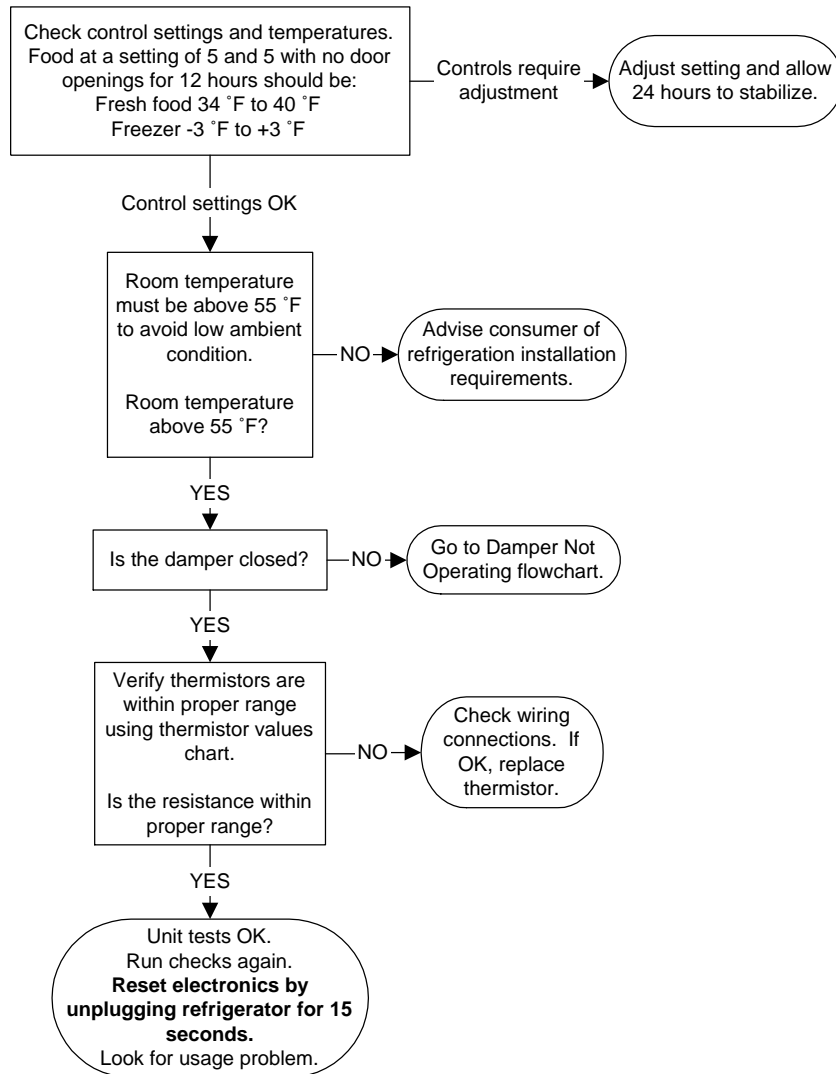 Check control settings and temperatures.
Food at a setting of 5 and 5 with no door
openings for 12 hours should be:
Fresh food 34 ˚F to 40 ˚F
Freezer -3 ˚F to +3 ˚F
Controls require
adjustment
Adjust setting and allow
24 hours to stabilize.
Control settings OK
Room temperature
must be above 55 ˚F
to avoid low ambient
condition.
Room temperature
above 55 ˚F?
NO
Advise consumer of
refrigeration installation
requirements.
YES
Is the damper closed?
NO
Go to Damper Not
Operating flowchart.
YES
Verify thermistors are
within proper range
using thermistor values
chart.
Is the resistance within
proper range?
NO
Check wiring
connections. If
OK, replace
thermistor.
YES
Unit tests OK.
Run checks again.
Reset electronics by
unplugging refrigerator for 15
seconds.
Look for usage problem.